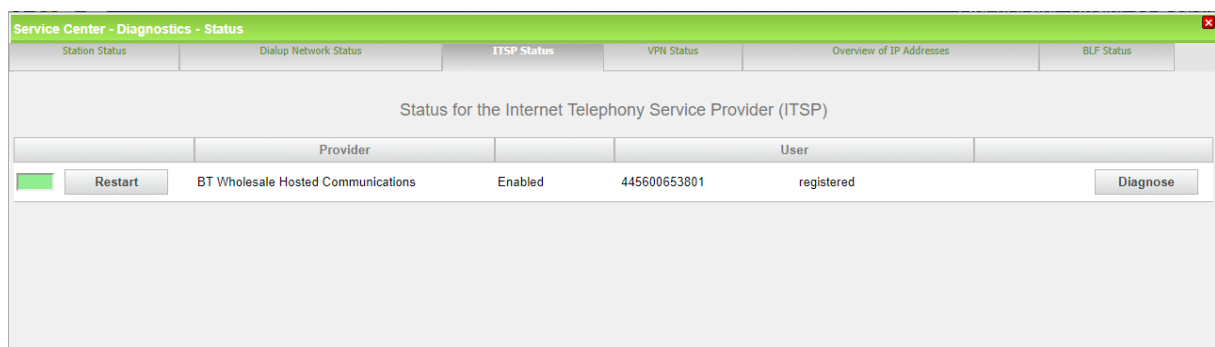 Service Center - Diagnostics - Status
Station Status Dialup Network Status ITSP Status VPN Status Overview of IP Addresses BLF Status
Status for the Internet Telephony Service Provider (ITSP)
Provider User
Restart BT Wholesale Hosted Communications Enabled 445600653801 registered Diagnose